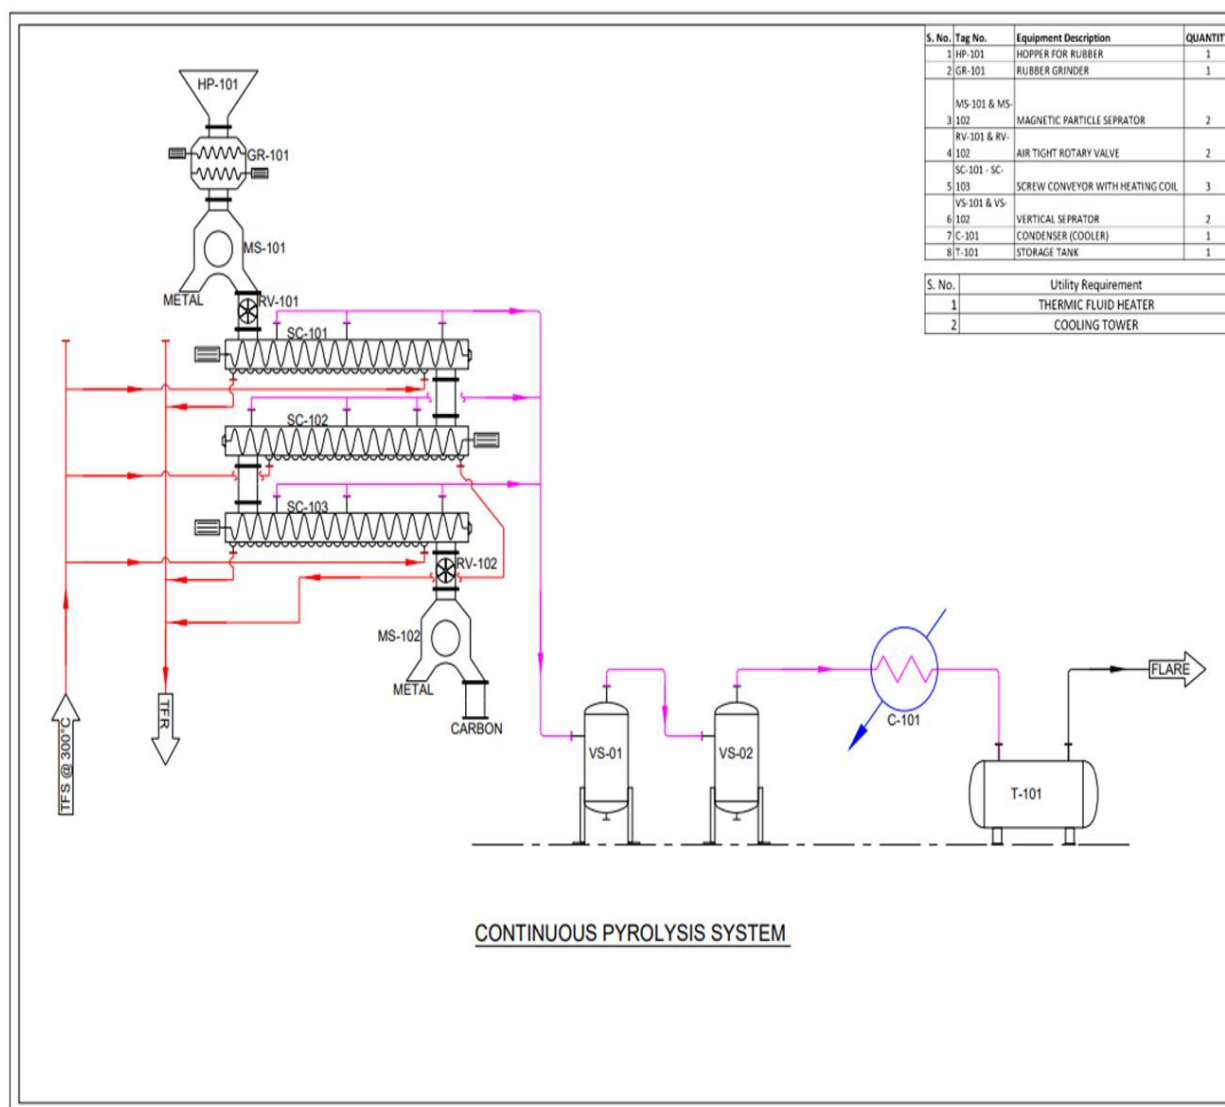 S. No. Tag No. Equipment Description QUANTIT
1 HP-101 HOPPER FOR RUBBER 1
2 GR-101 RUBBER GRINDER 1
MS-101 & MS-
3 102 MAGNETIC PARTICLE SEPRATOR 2
RV-101 & RV-
4 102 AIR TIGHT ROTARY VALVE 2
SC-101 - SC-
5 103 SCREW CONVEYOR WITH HEATING COIL 3
VS-101 & VS-
6 102 VERTICAL SEPRATOR 2
7 C-101 CONDENSER (COOLER) 1
8 T-101 STORAGE TANK 1
S. No. Utility Requirement
1 THERMIC FLUID HEATER
2 COOLING TOWER
HP-101
GR-101
MS-101
METAL
RV-101
SC-101
SC-102
SC-103
RV-102
MS-102
METAL
CARBON
TFS @ 300°C
TFR
VS-01
VS-02
C-101
T-101
FLARE
CONTINUOUS PYROLYSIS SYSTEM